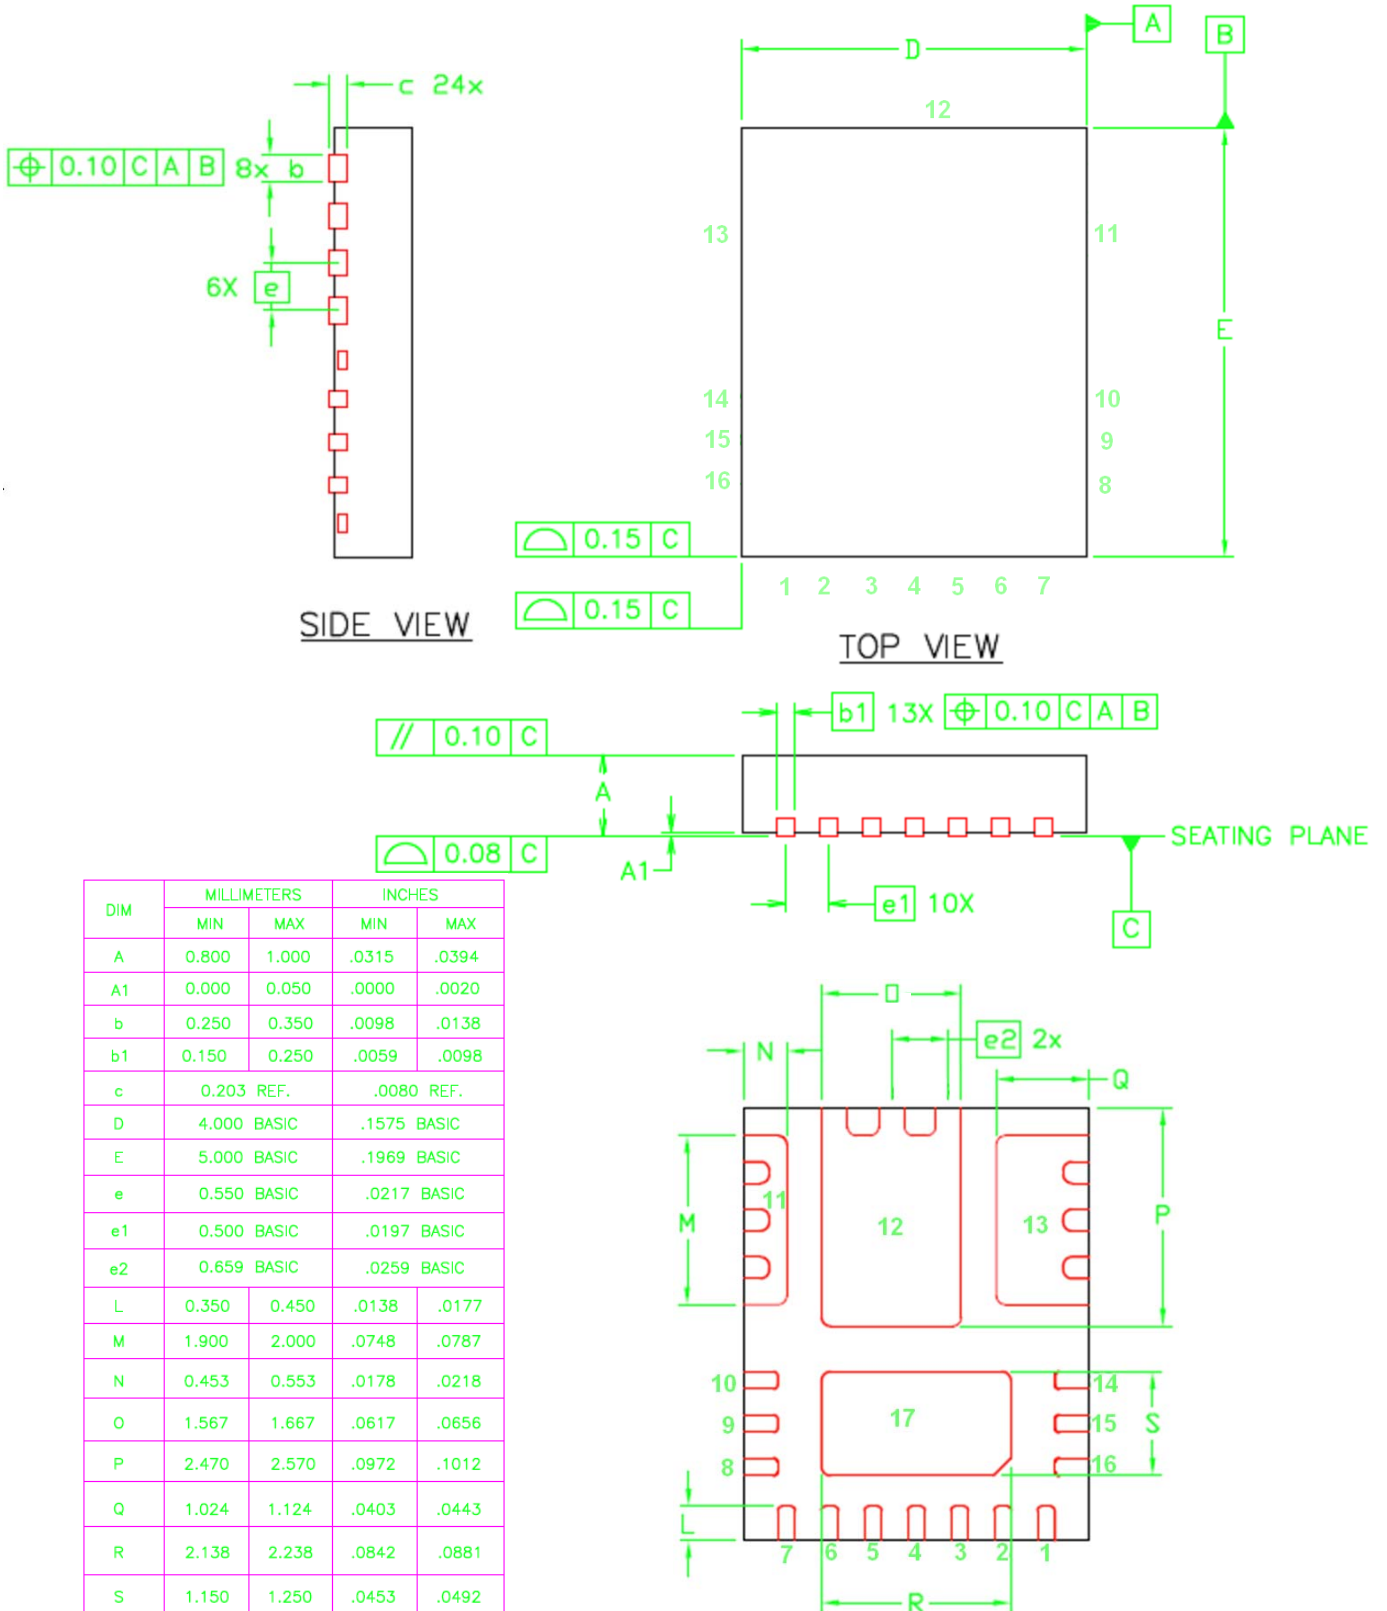 A
B
D
c 24x
12
0.10 C A B 8x b
13
11
6X e
E
14
10
15
9
16
8
0.15 C
1 2 3 4 5 6 7
0.15 C
SIDE VIEW
TOP VIEW
b1 13X 0.10 C A B
// 0.10 C
A
SEATING PLANE
0.08 C
A1
e1 10X
C
DIM MILLIMETERS INCHES
MIN MAX MIN MAX
A 0.800 1.000 .0315 .0394
A1 0.000 0.050 .0000 .0020
b 0.250 0.350 .0098 .0138
b1 0.150 0.250 .0059 .0098
c 0.203 REF. .0080 REF.
D 4.000 BASIC .1575 BASIC
E 5.000 BASIC .1969 BASIC
e 0.550 BASIC .0217 BASIC
e1 0.500 BASIC .0197 BASIC
e2 0.659 BASIC .0259 BASIC
L 0.350 0.450 .0138 .0177
M 1.900 2.000 .0748 .0787
N 0.453 0.553 .0178 .0218
O 1.567 1.667 .0617 .0656
P 2.470 2.570 .0972 .1012
Q 1.024 1.124 .0403 .0443
R 2.138 2.238 .0842 .0881
S 1.150 1.250 .0453 .0492
O
e2 2x
N
Q
11
M
12
13
P
10
14
17
9
15
S
8
16
L
7 6 5 4 3 2 1
R